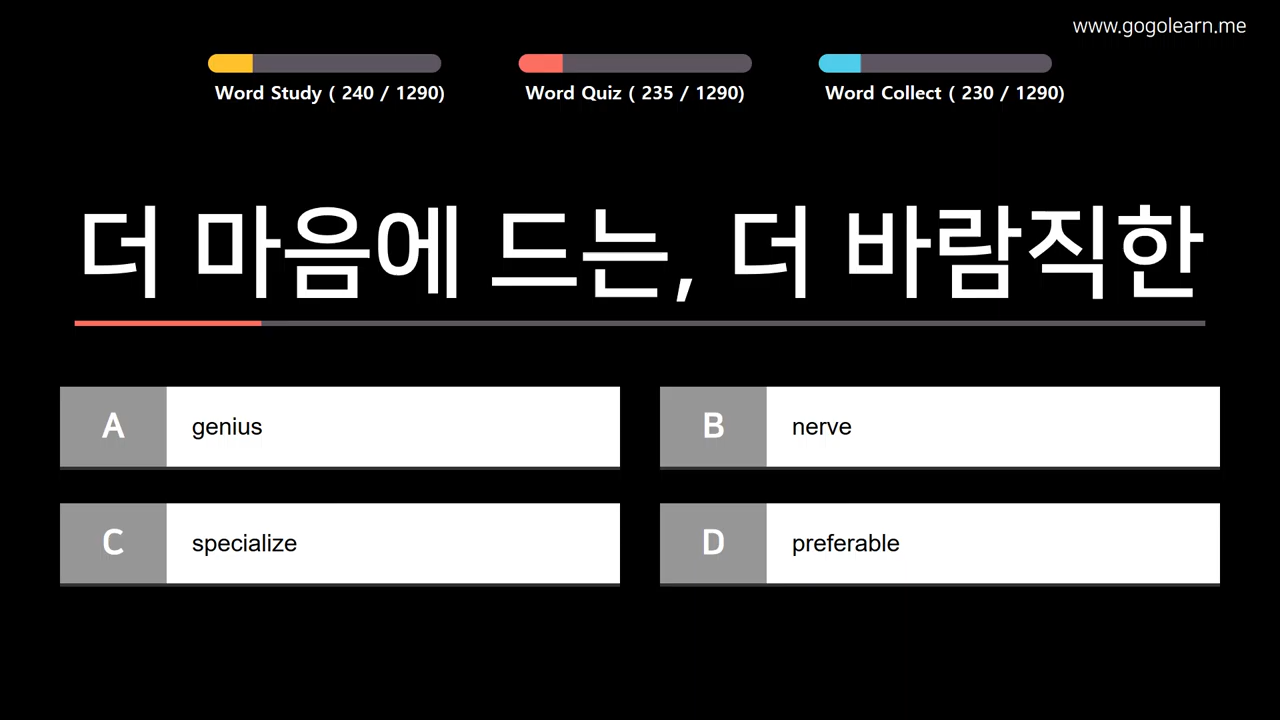 www.gogolearn.me
Word Study ( 240 / 1290)
Word Quiz ( 235 / 1290)
Word Collect ( 230 / 1290)
더 마음에 드는, 더 바람직한
A genius
B nerve
C specialize
D preferable